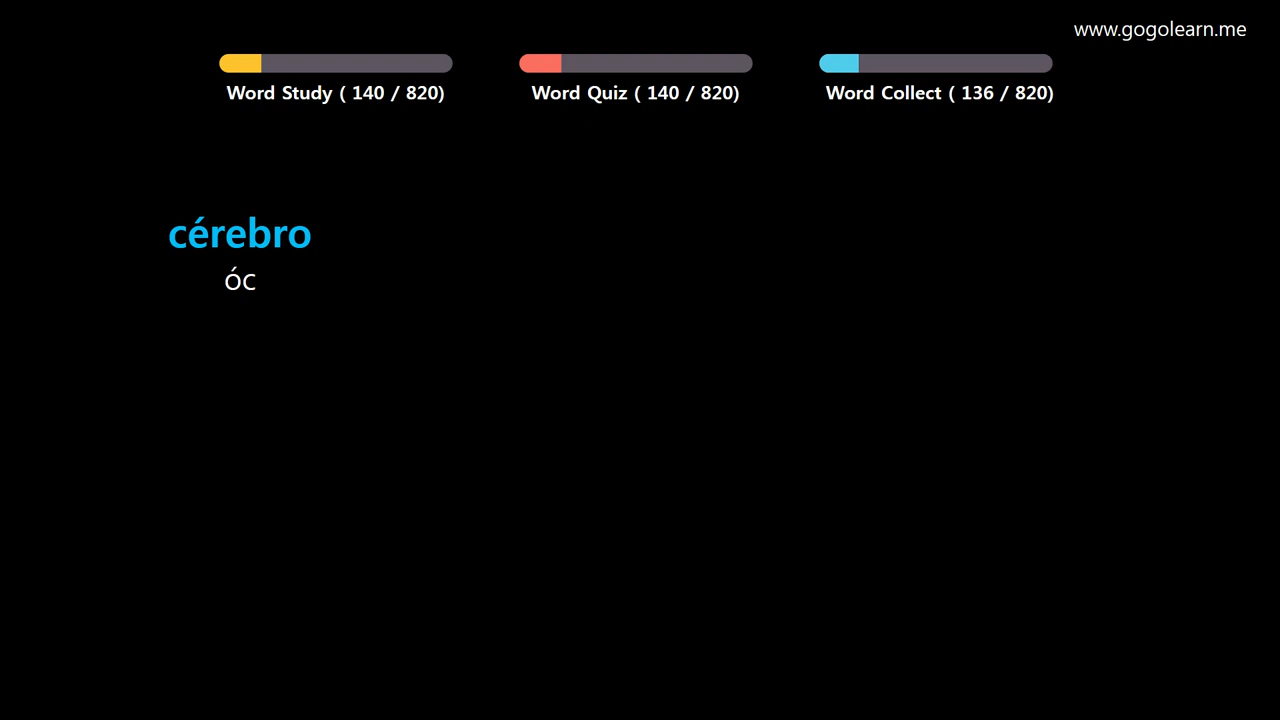 www.gogolearn.me
Word Study ( 140 / 820)
Word Quiz ( 140 / 820)
Word Collect ( 136 / 820)
cérebro
óc